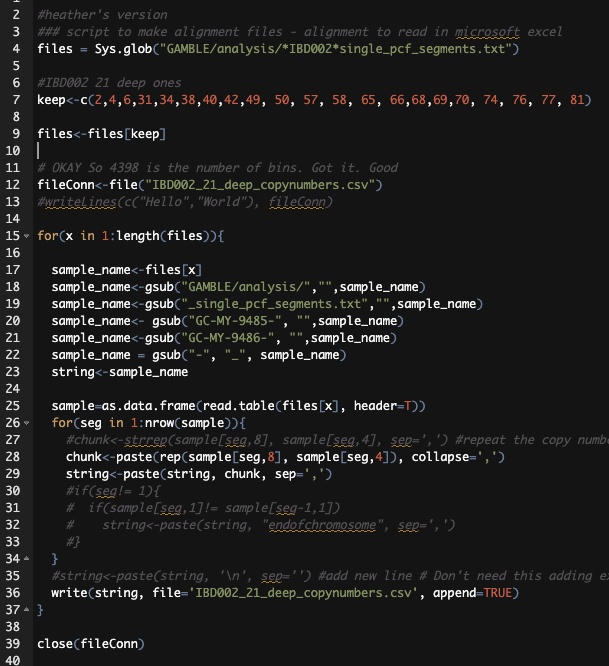 2 #heather's version
3 ### script to make alignment files - alignment to read in microsoft excel
4 files = Sys.glob("GAMBLE/analysis/*IBD002*single_pcf_segments.txt")
5
6 #IBD002 21 deep ones
7 keep<-c(2,4,6,31,34,38,40,42,49, 50, 57, 58, 65, 66,68,69,70, 74, 76, 77, 81)
8
9 files<-files[keep]
10
11 # OKAY So 4398 is the number of bins. Got it. Good
12 fileConn<-file("IBD002_21_deep_copynumbers.csv")
13 #writeLines(c("Hello","World"), fileConn)
14
15 for(x in 1:length(files)){
16
17 sample_name<-files[x]
18 sample_name<-gsub("GAMBLE/analysis/","",sample_name)
19 sample_name<-gsub("_single_pcf_segments.txt","",sample_name)
20 sample_name<- gsub("GC-MY-9485-", "",sample_name)
21 sample_name<-gsub("GC-MY-9486-", "",sample_name)
22 sample_name = gsub("-", "_", sample_name)
23 string<-sample_name
24
25 sample=as.data.frame(read.table(files[x], header=T))
26 for(seg in 1:nrow(sample)){
27 #chunk<-strrep(sample[seg,8], sample[seg,4], sep=',') #repeat the copy
28 chunk<-paste(rep(sample[seg,8], sample[seg,4]), collapse=',')
29 string<-paste(string, chunk, sep=',')
30 #if(seg!= 1){
31 # if(sample[seg,1]!= sample[seg-1,1])
32 # string<-paste(string, "endofchromosome", sep=',')
33 #}
34 }
35 #string<-paste(string, '\n', sep='') #add new line # Don't need this adding
36 write(string, file='IBD002_21_deep_copynumbers.csv', append=TRUE)
37 }
38
39 close(fileConn)
40